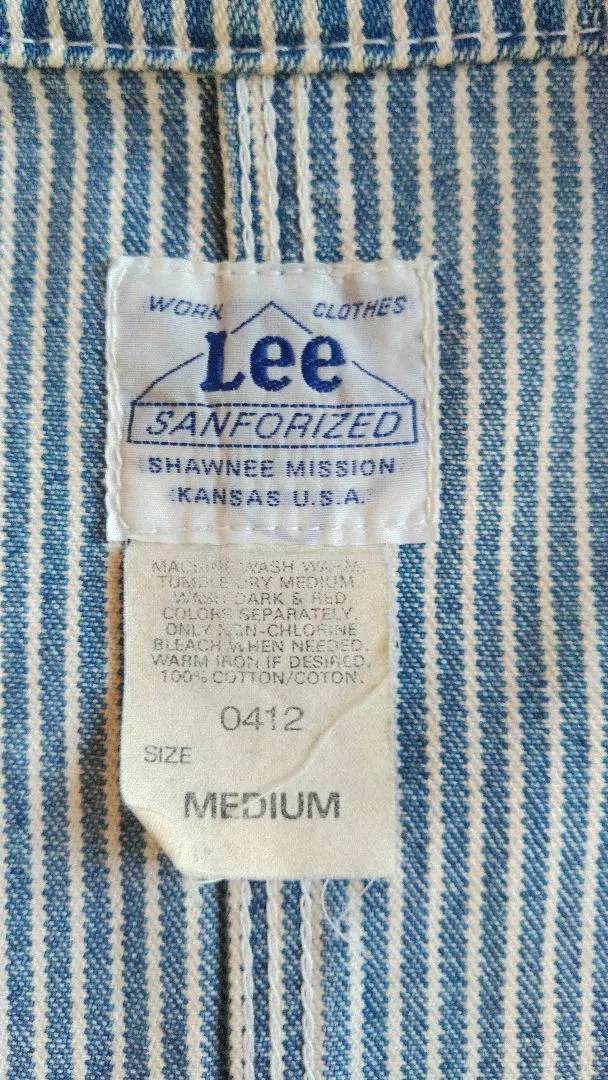 WORK CLOTHES
Lee
SANFORIZED
SHAWNEE MISSION
KANSAS U.S.A.
MACHINE WASH WARM.
TUMBLE DRY MEDIUM
WASH DARK & RED
COLORS SEPARATELY.
ONLY NON-CHLORINE
BLEACH WHEN NEEDED.
WARM IRON IF DESIRED.
100% COTTON/COTON.
0412
SIZE
MEDIUM